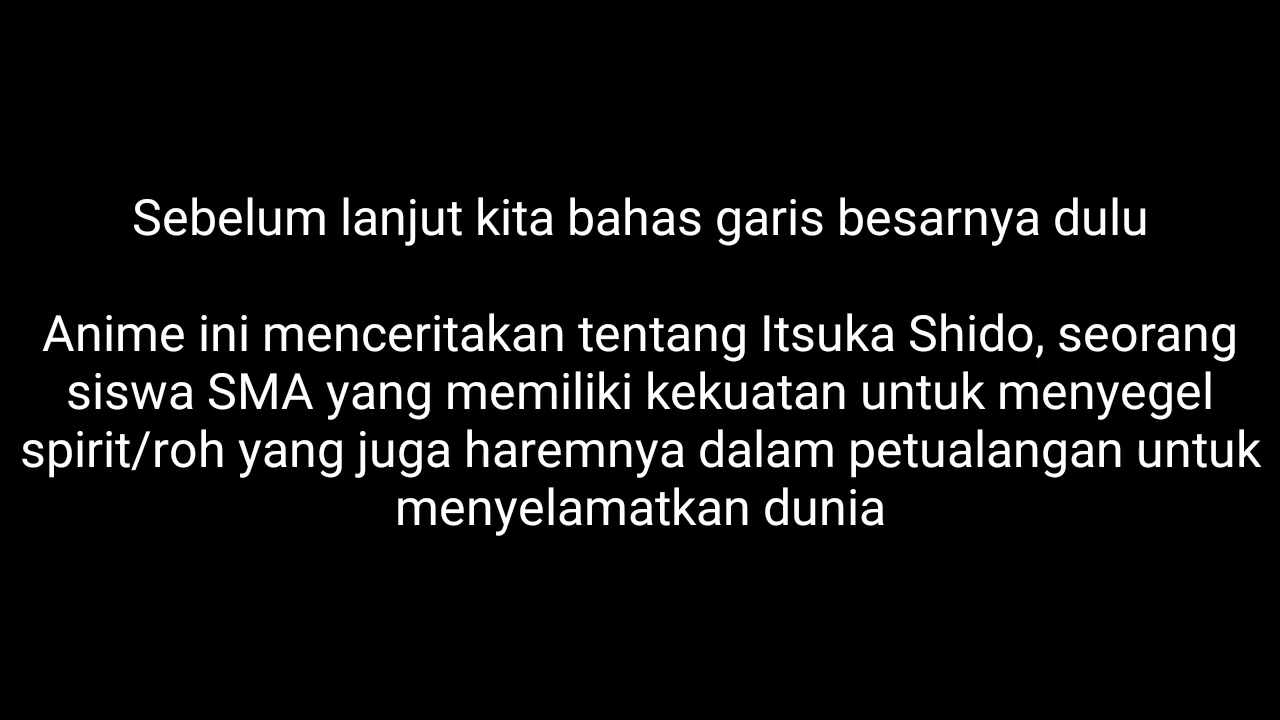 Sebelum lanjut kita bahas garis besarnya dulu
Anime ini menceritakan tentang Itsuka Shido, seorang
siswa SMA yang memiliki kekuatan untuk menyegel
spirit/roh yang juga haremnya dalam petualangan untuk
menyelamatkan dunia